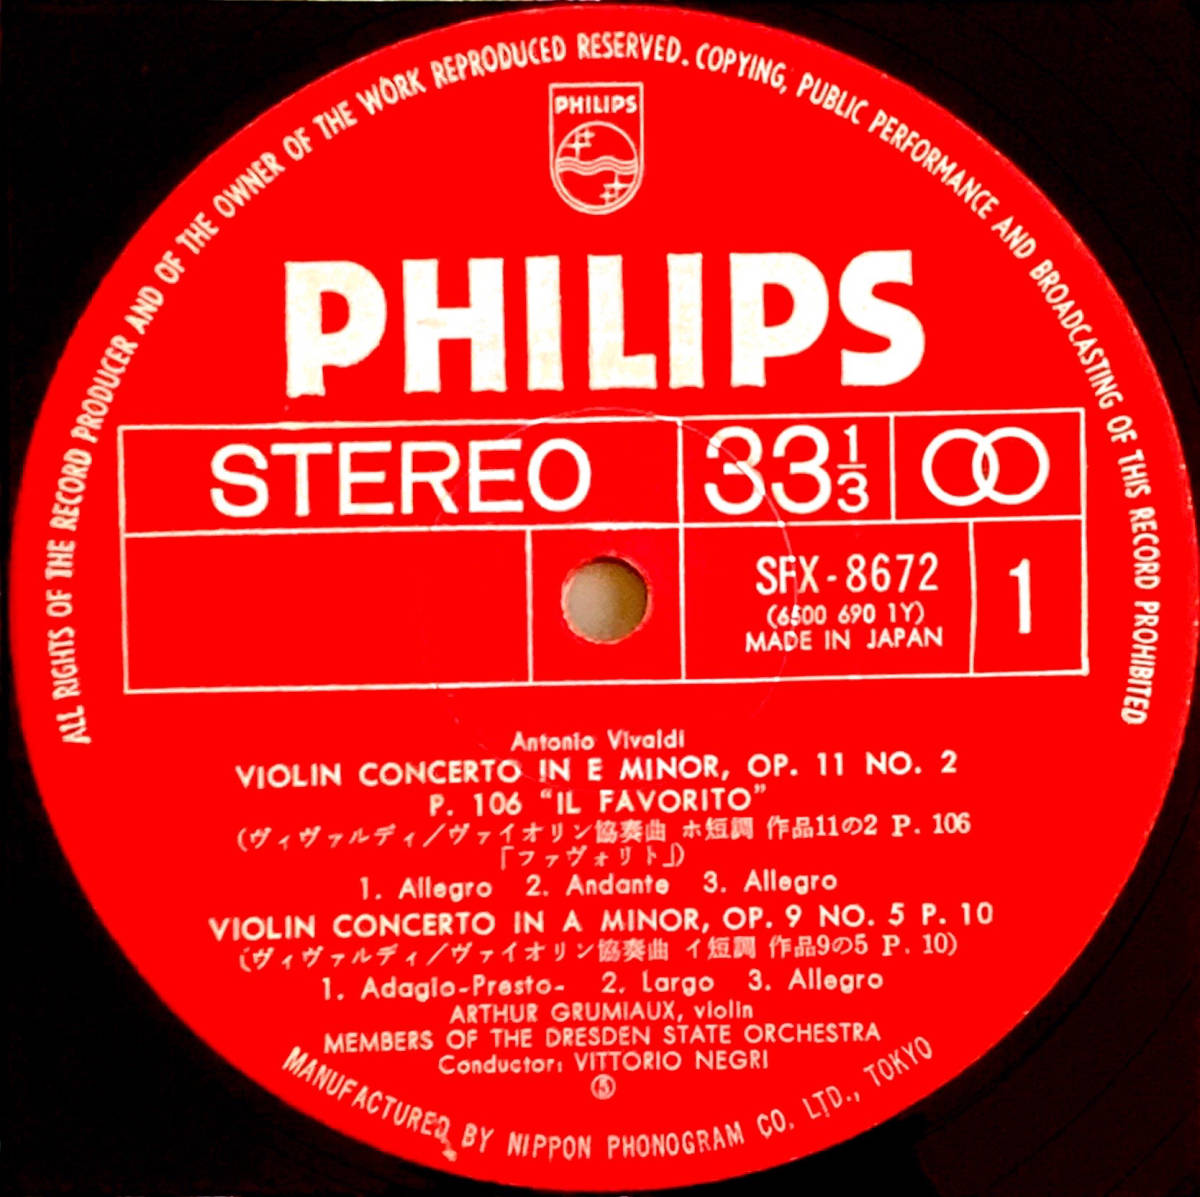 ALL RIGHTS OF THE RECORD PRODUCER AND OF THE OWNER OF THE WORK REPRODUCED RESERVED. COPYING, PUBLIC PERFORMANCE AND BROADCASTING OF THIS RECORD PROHIBITED
PHILIPS
PHILIPS
STEREO 33 1/3
SFX-8672 1
(6500 690 1Y)
MADE IN JAPAN
Antonio Vivaldi
VIOLIN CONCERTO IN E MINOR, OP. 11 NO. 2
P. 106 "IL FAVORITO"
(ヴィヴァルディ/ヴァイオリン協奏曲 ホ短調 作品11の2 P. 106
「ファヴォリト」)
1. Allegro 2. Andante 3. Allegro
VIOLIN CONCERTO IN A MINOR, OP. 9 NO. 5 P. 10
(ヴィヴァルディ/ヴァイオリン協奏曲 イ短調 作品9の5 P. 10)
1. Adagio-Presto- 2. Largo 3. Allegro
ARTHUR GRUMIAUX, violin
MEMBERS OF THE DRESDEN STATE ORCHESTRA
Conductor: VITTORIO NEGRI
Ⓢ
MANUFACTURED BY NIPPON PHONOGRAM CO. LTD., TOKYO